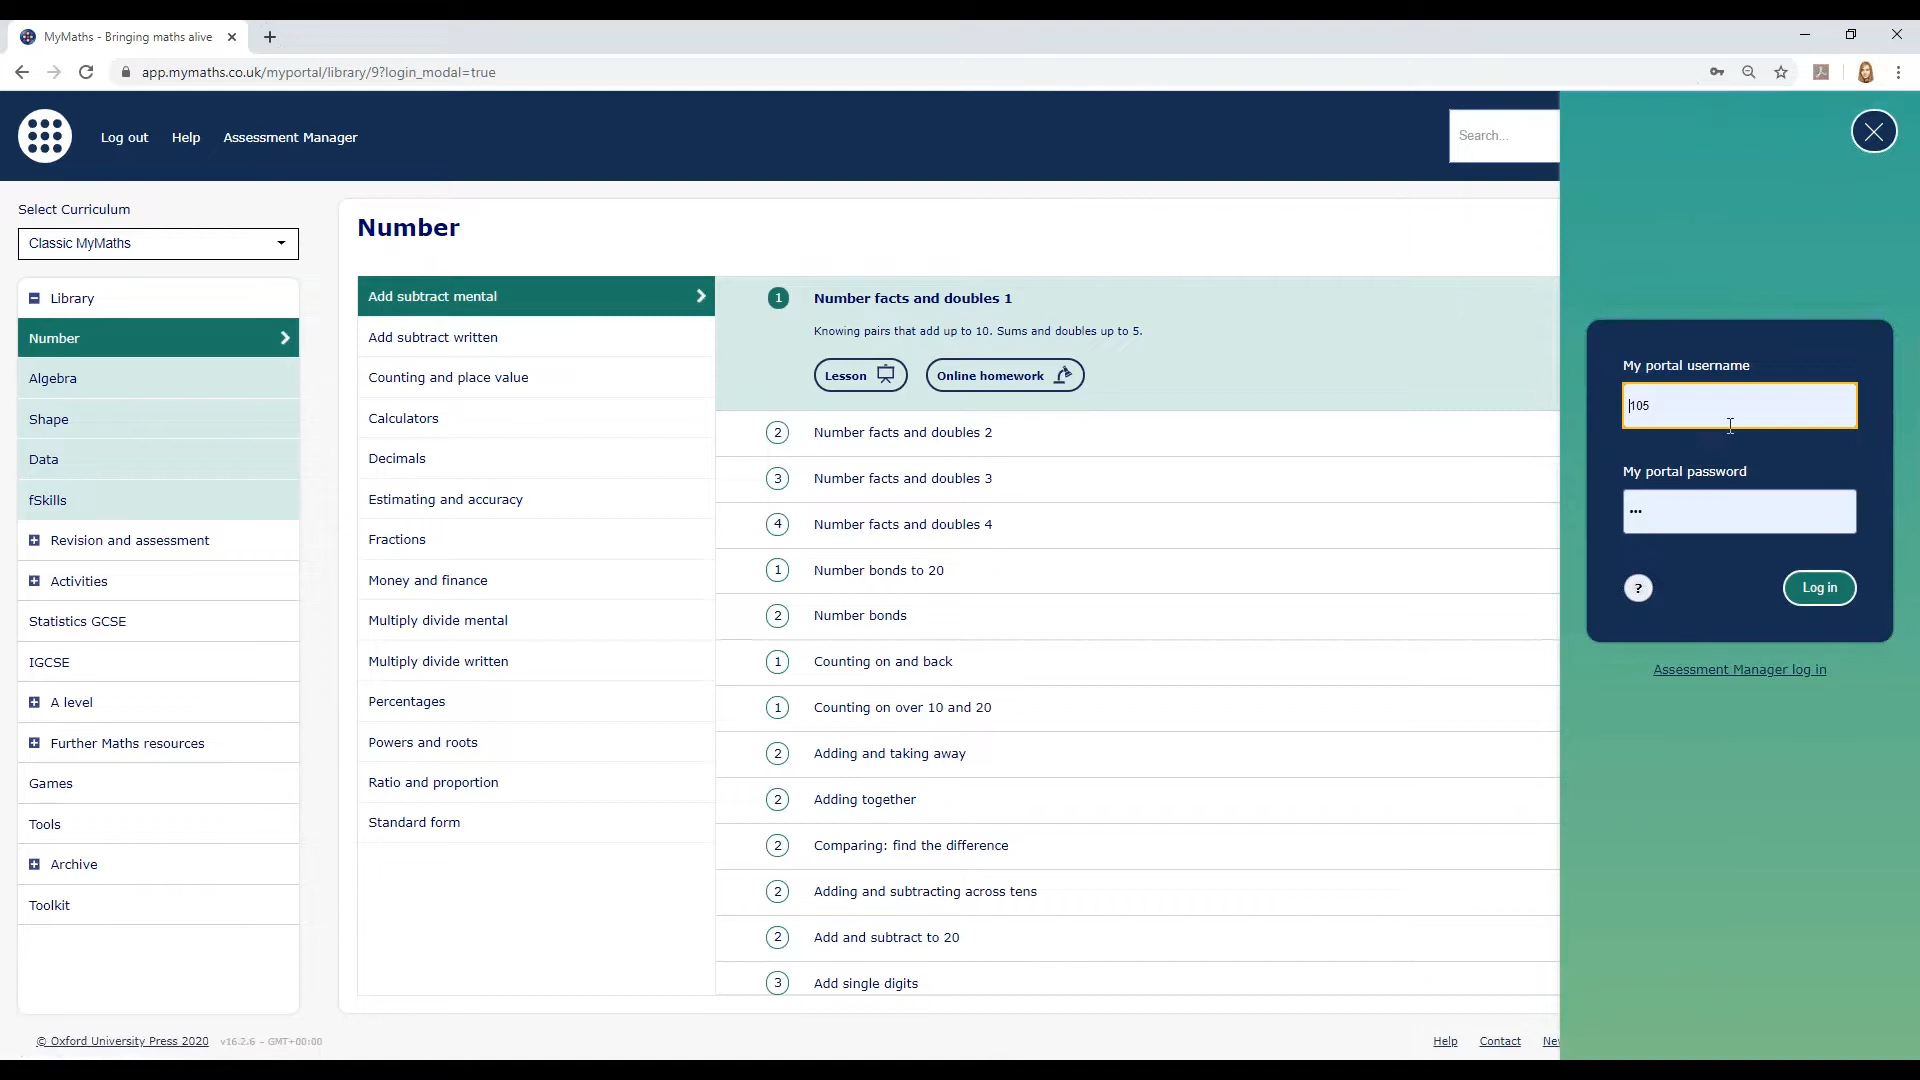 MyMaths - Bringing maths alive
app.mymaths.co.uk/myportal/library/9?login_modal=true
Log out
Help
Assessment Manager
Search...
Select Curriculum
Classic MyMaths
Library
Number
Algebra
Shape
Data
fSkills
Revision and assessment
Activities
Statistics GCSE
IGCSE
A level
Further Maths resources
Games
Tools
Archive
Toolkit
Number
Add subtract mental
Add subtract written
Counting and place value
Calculators
Decimals
Estimating and accuracy
Fractions
Money and finance
Multiply divide mental
Multiply divide written
Percentages
Powers and roots
Ratio and proportion
Standard form
1 Number facts and doubles 1
Knowing pairs that add up to 10. Sums and doubles up to 5.
Lesson
Online homework
2 Number facts and doubles 2
3 Number facts and doubles 3
4 Number facts and doubles 4
1 Number bonds to 20
2 Number bonds
1 Counting on and back
1 Counting on over 10 and 20
2 Adding and taking away
2 Adding together
2 Comparing: find the difference
2 Adding and subtracting across tens
2 Add and subtract to 20
3 Add single digits
My portal username
105
My portal password
•••
?
Log in
Assessment Manager log in
© Oxford University Press 2020 v16.2.6 - GMT+00:00
Help
Contact
Ne